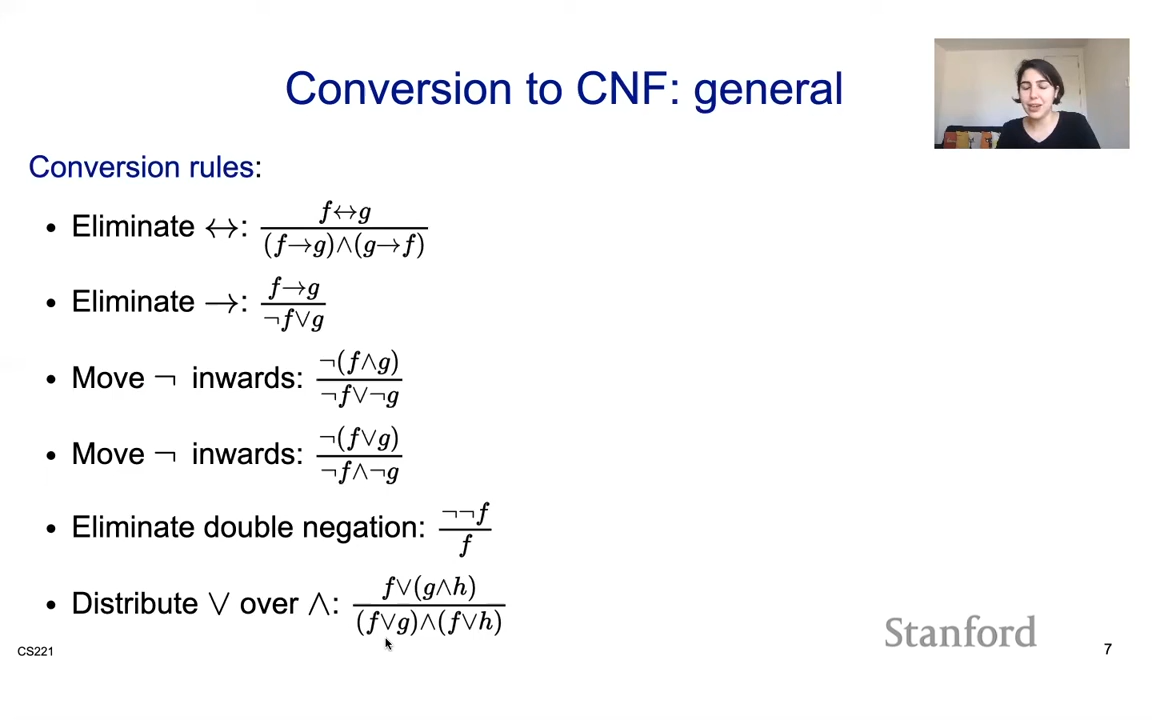 Conversion to CNF: general
Conversion rules:
• Eliminate ↔: f↔g
(f→g)∧(g→f)
• Eliminate →: f→g
¬f∨g
• Move ¬ inwards: ¬(f∧g)
¬f∨¬g
• Move ¬ inwards: ¬(f∨g)
¬f∧¬g
• Eliminate double negation: ¬¬f
f
• Distribute ∨ over ∧: f∨(g∧h)
(f∨g)∧(f∨h)
Stanford
CS221
7